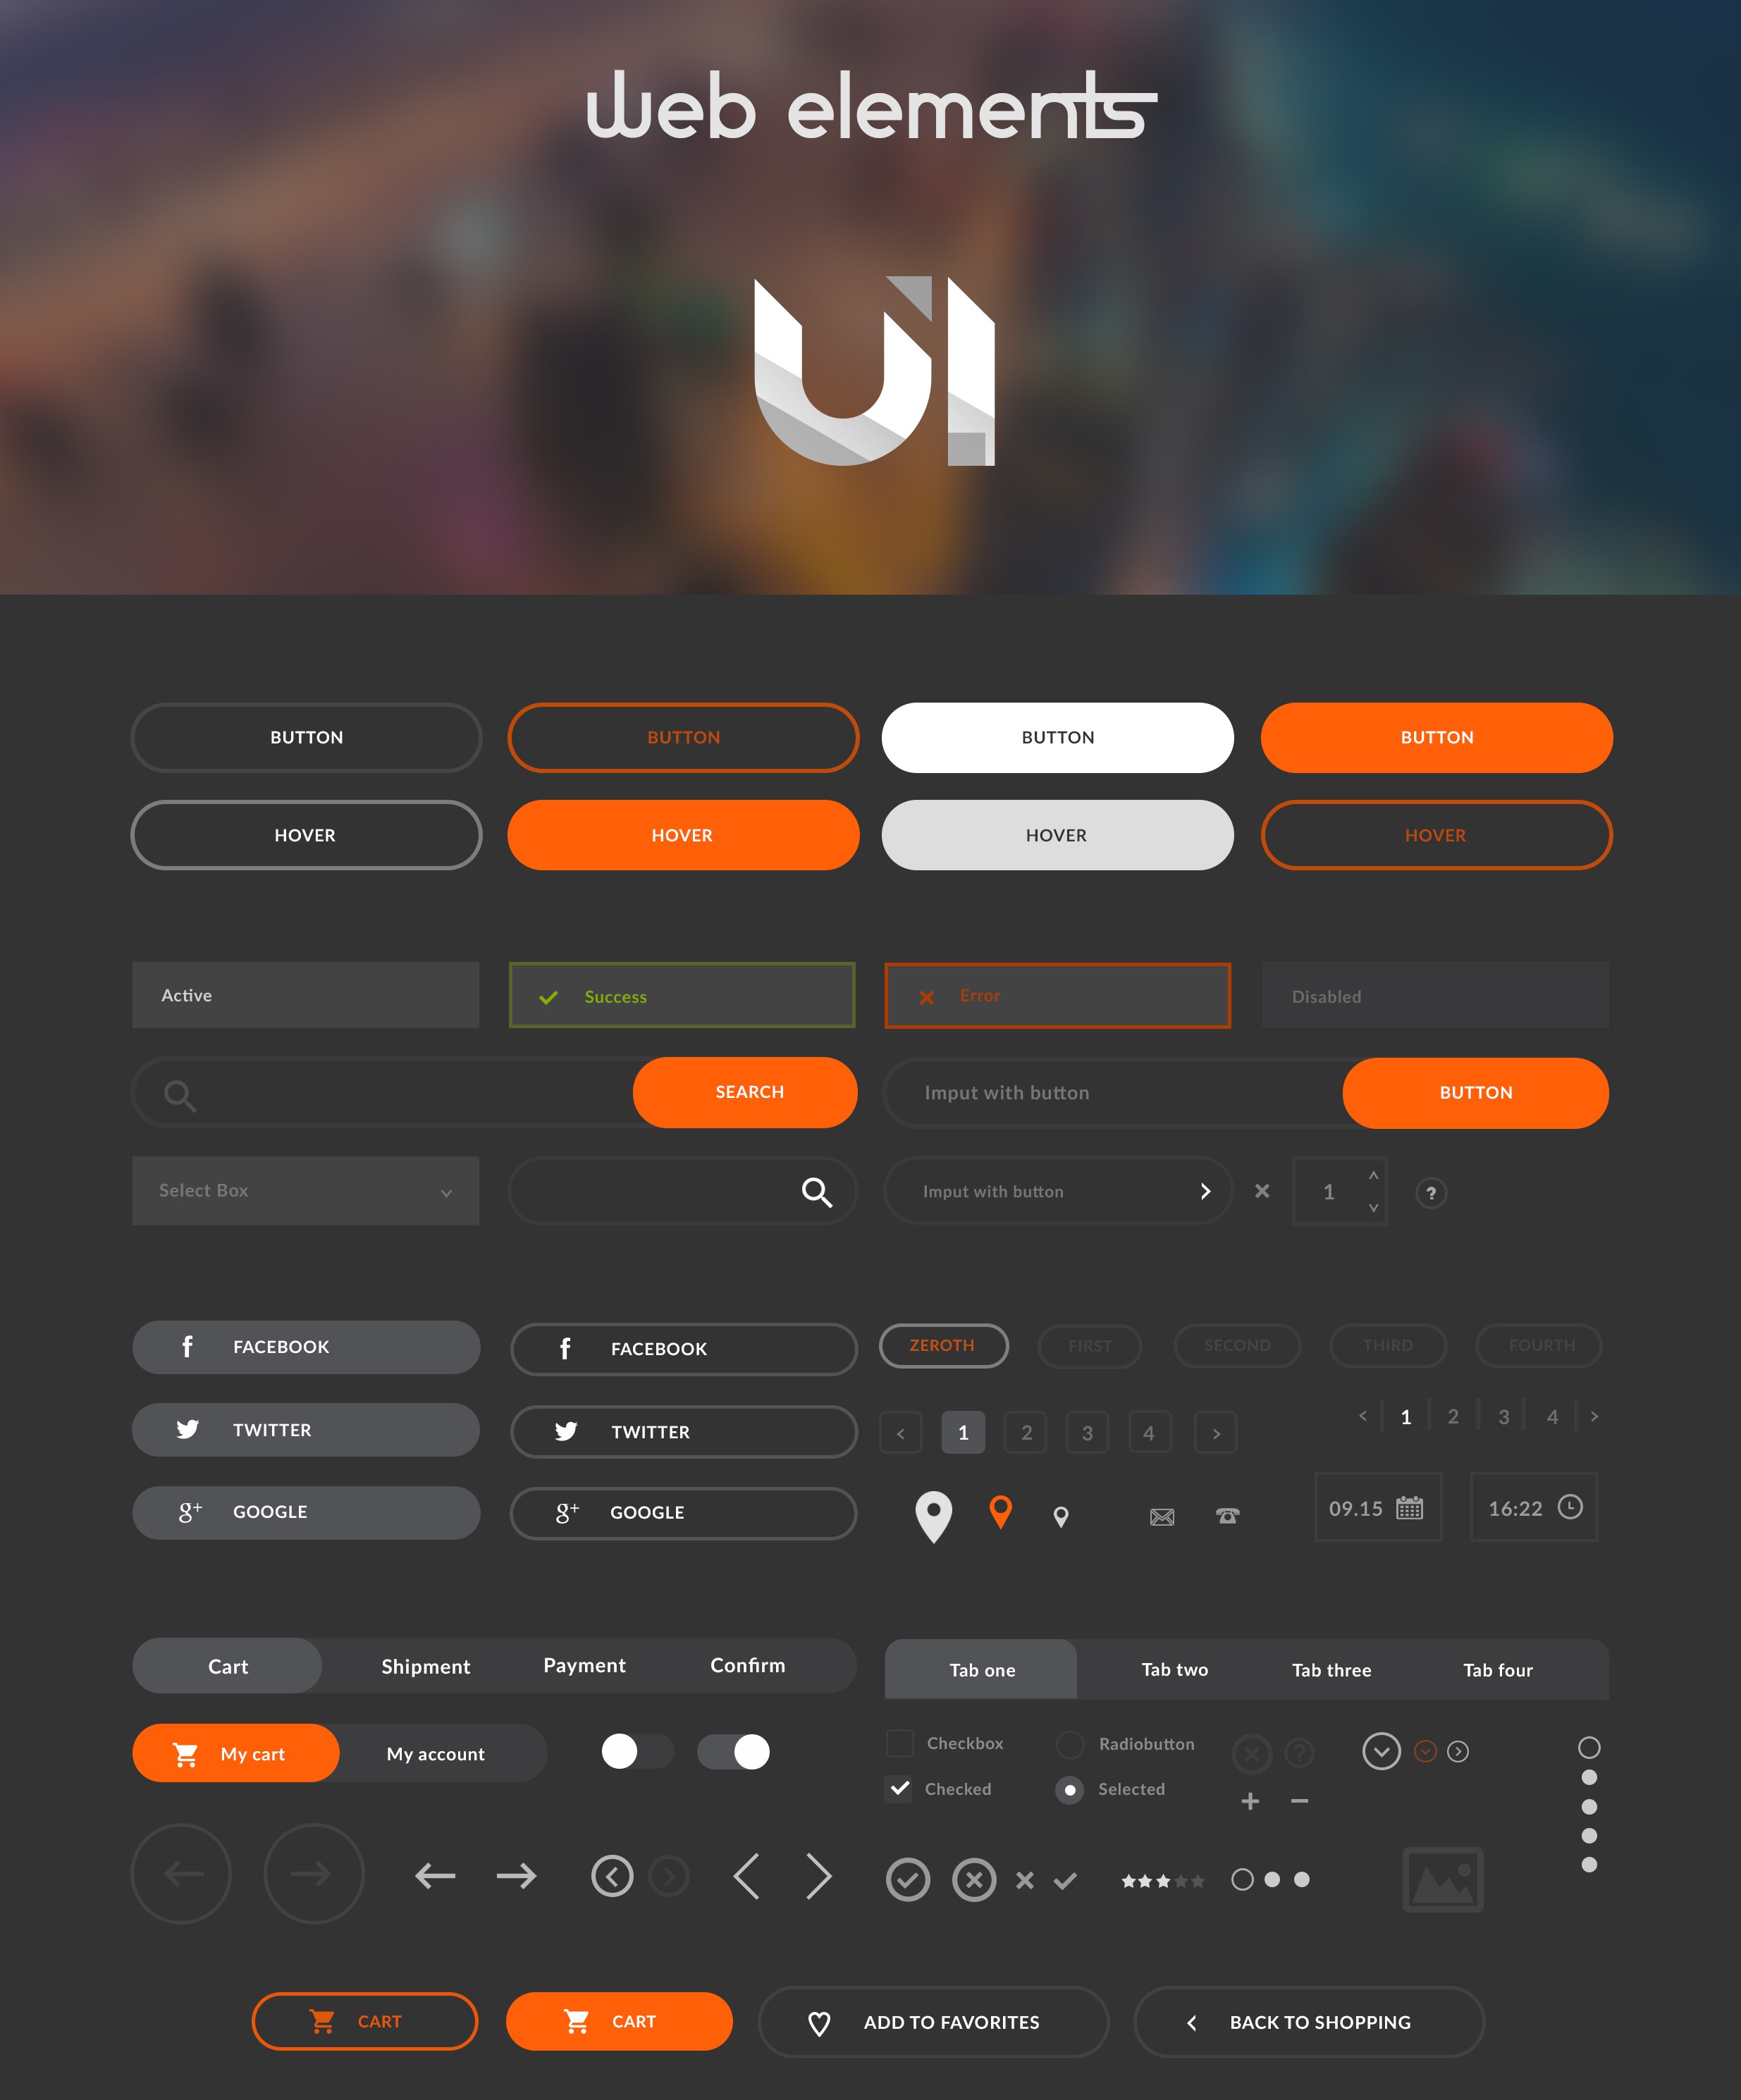 web elements
UI
BUTTON BUTTON BUTTON BUTTON
HOVER HOVER HOVER HOVER
Active Success Error Disabled
SEARCH Imput with button BUTTON
Select Box Imput with button 1 ?
f FACEBOOK f FACEBOOK ZEROTH FIRST SECOND THIRD FOURTH
TWITTER TWITTER < 1 2 3 4 > < 1 2 3 4 >
g+ GOOGLE g+ GOOGLE 09.15 16:22
Cart Shipment Payment Confirm Tab one Tab two Tab three Tab four
My cart My account Checkbox Radiobutton ?
Checked Selected + −
CART CART ADD TO FAVORITES < BACK TO SHOPPING